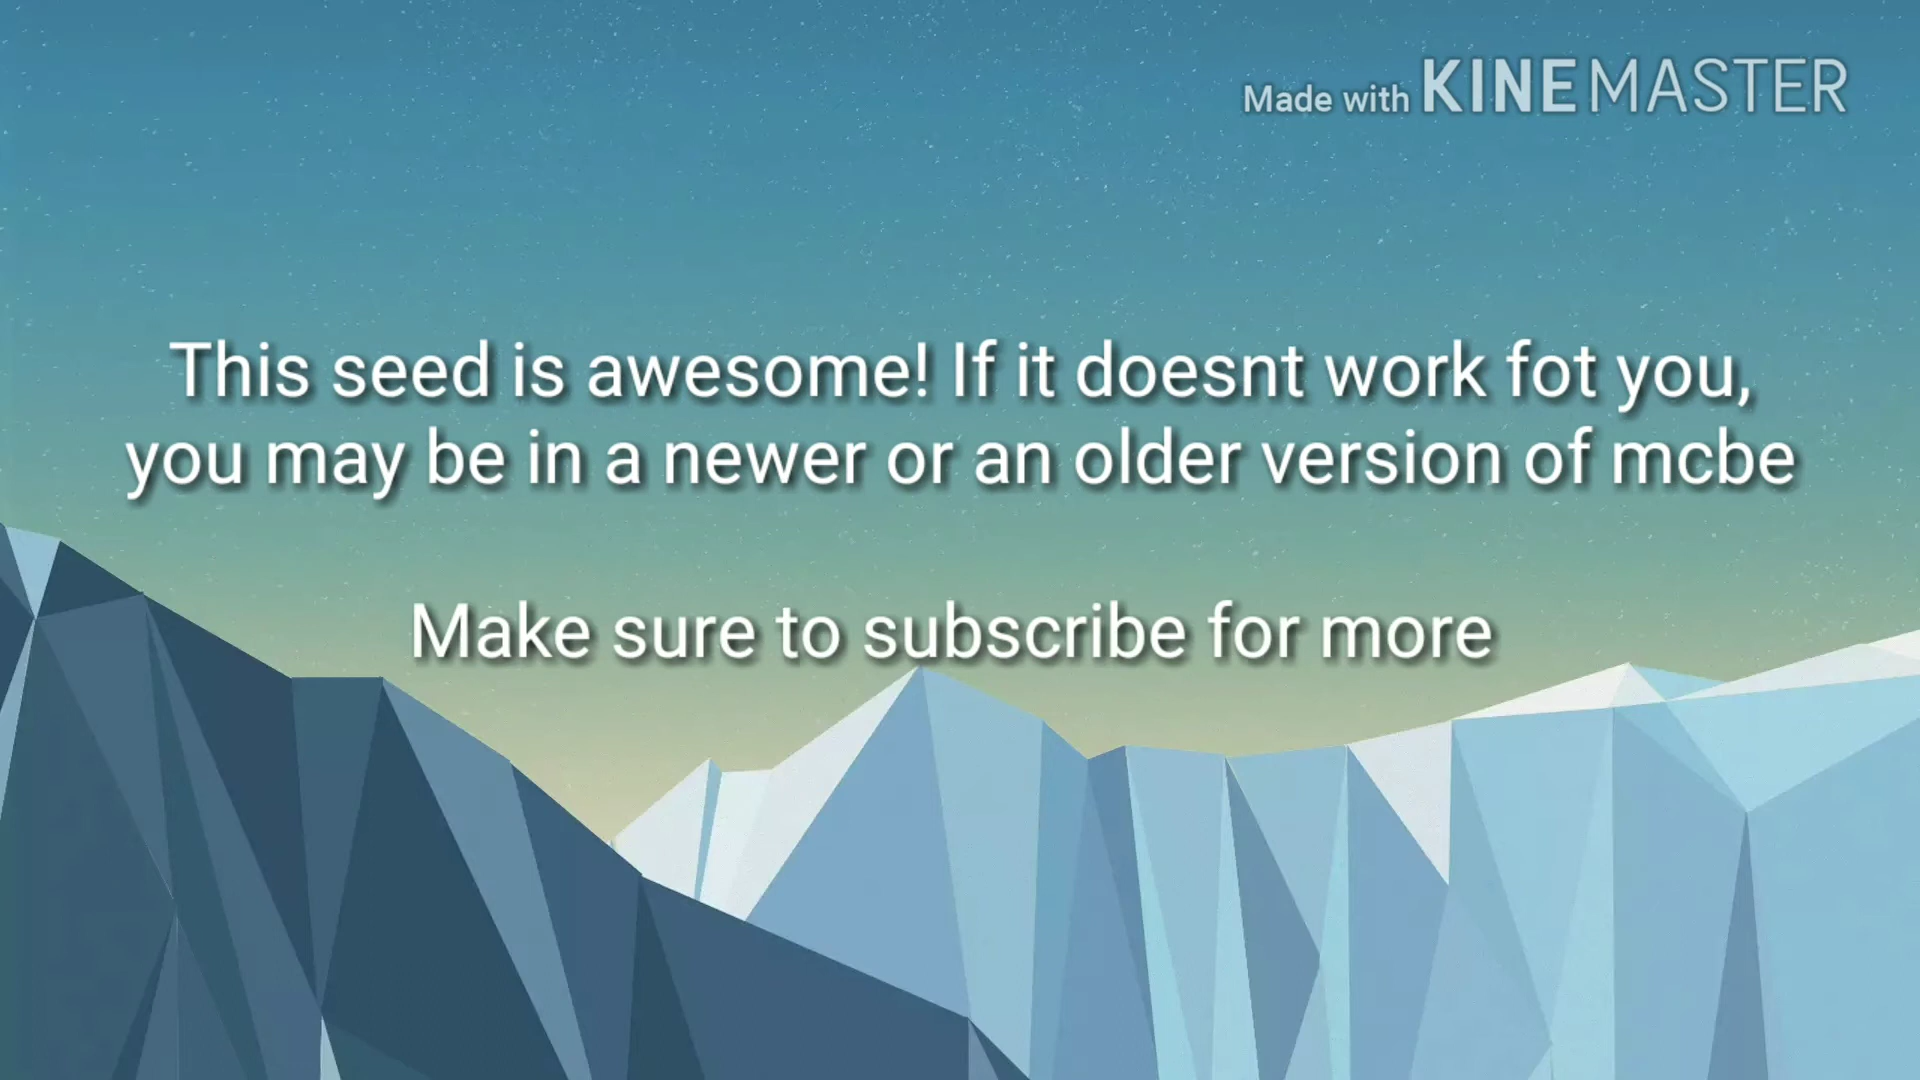 Made with KINEMASTER
This seed is awesome! If it doesnt work fot you,
you may be in a newer or an older version of mcbe
Make sure to subscribe for more